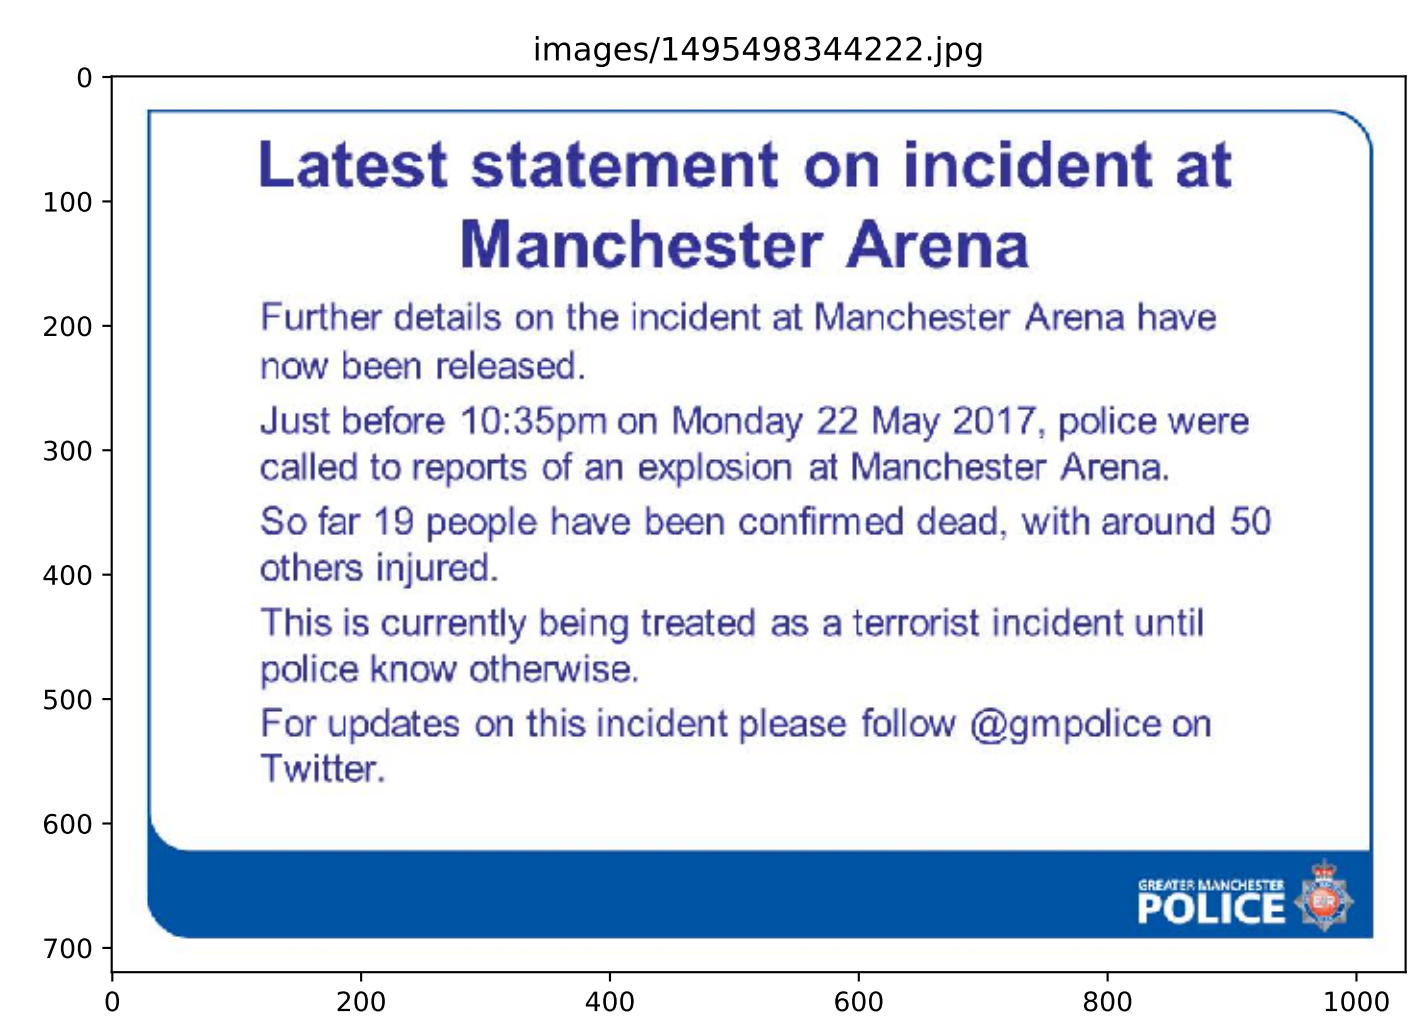 images/1495498344222.jpg
Latest statement on incident at
Manchester Arena
Further details on the incident at Manchester Arena have
now been released.
Just before 10:35pm on Monday 22 May 2017, police were
called to reports of an explosion at Manchester Arena.
So far 19 people have been confirmed dead, with around 50
others injured.
This is currently being treated as a terrorist incident until
police know otherwise.
For updates on this incident please follow @gmpolice on
Twitter.
GREATER MANCHESTER
POLICE
EiiR
0
100
200
300
400
500
600
700
0 200 400 600 800 1000